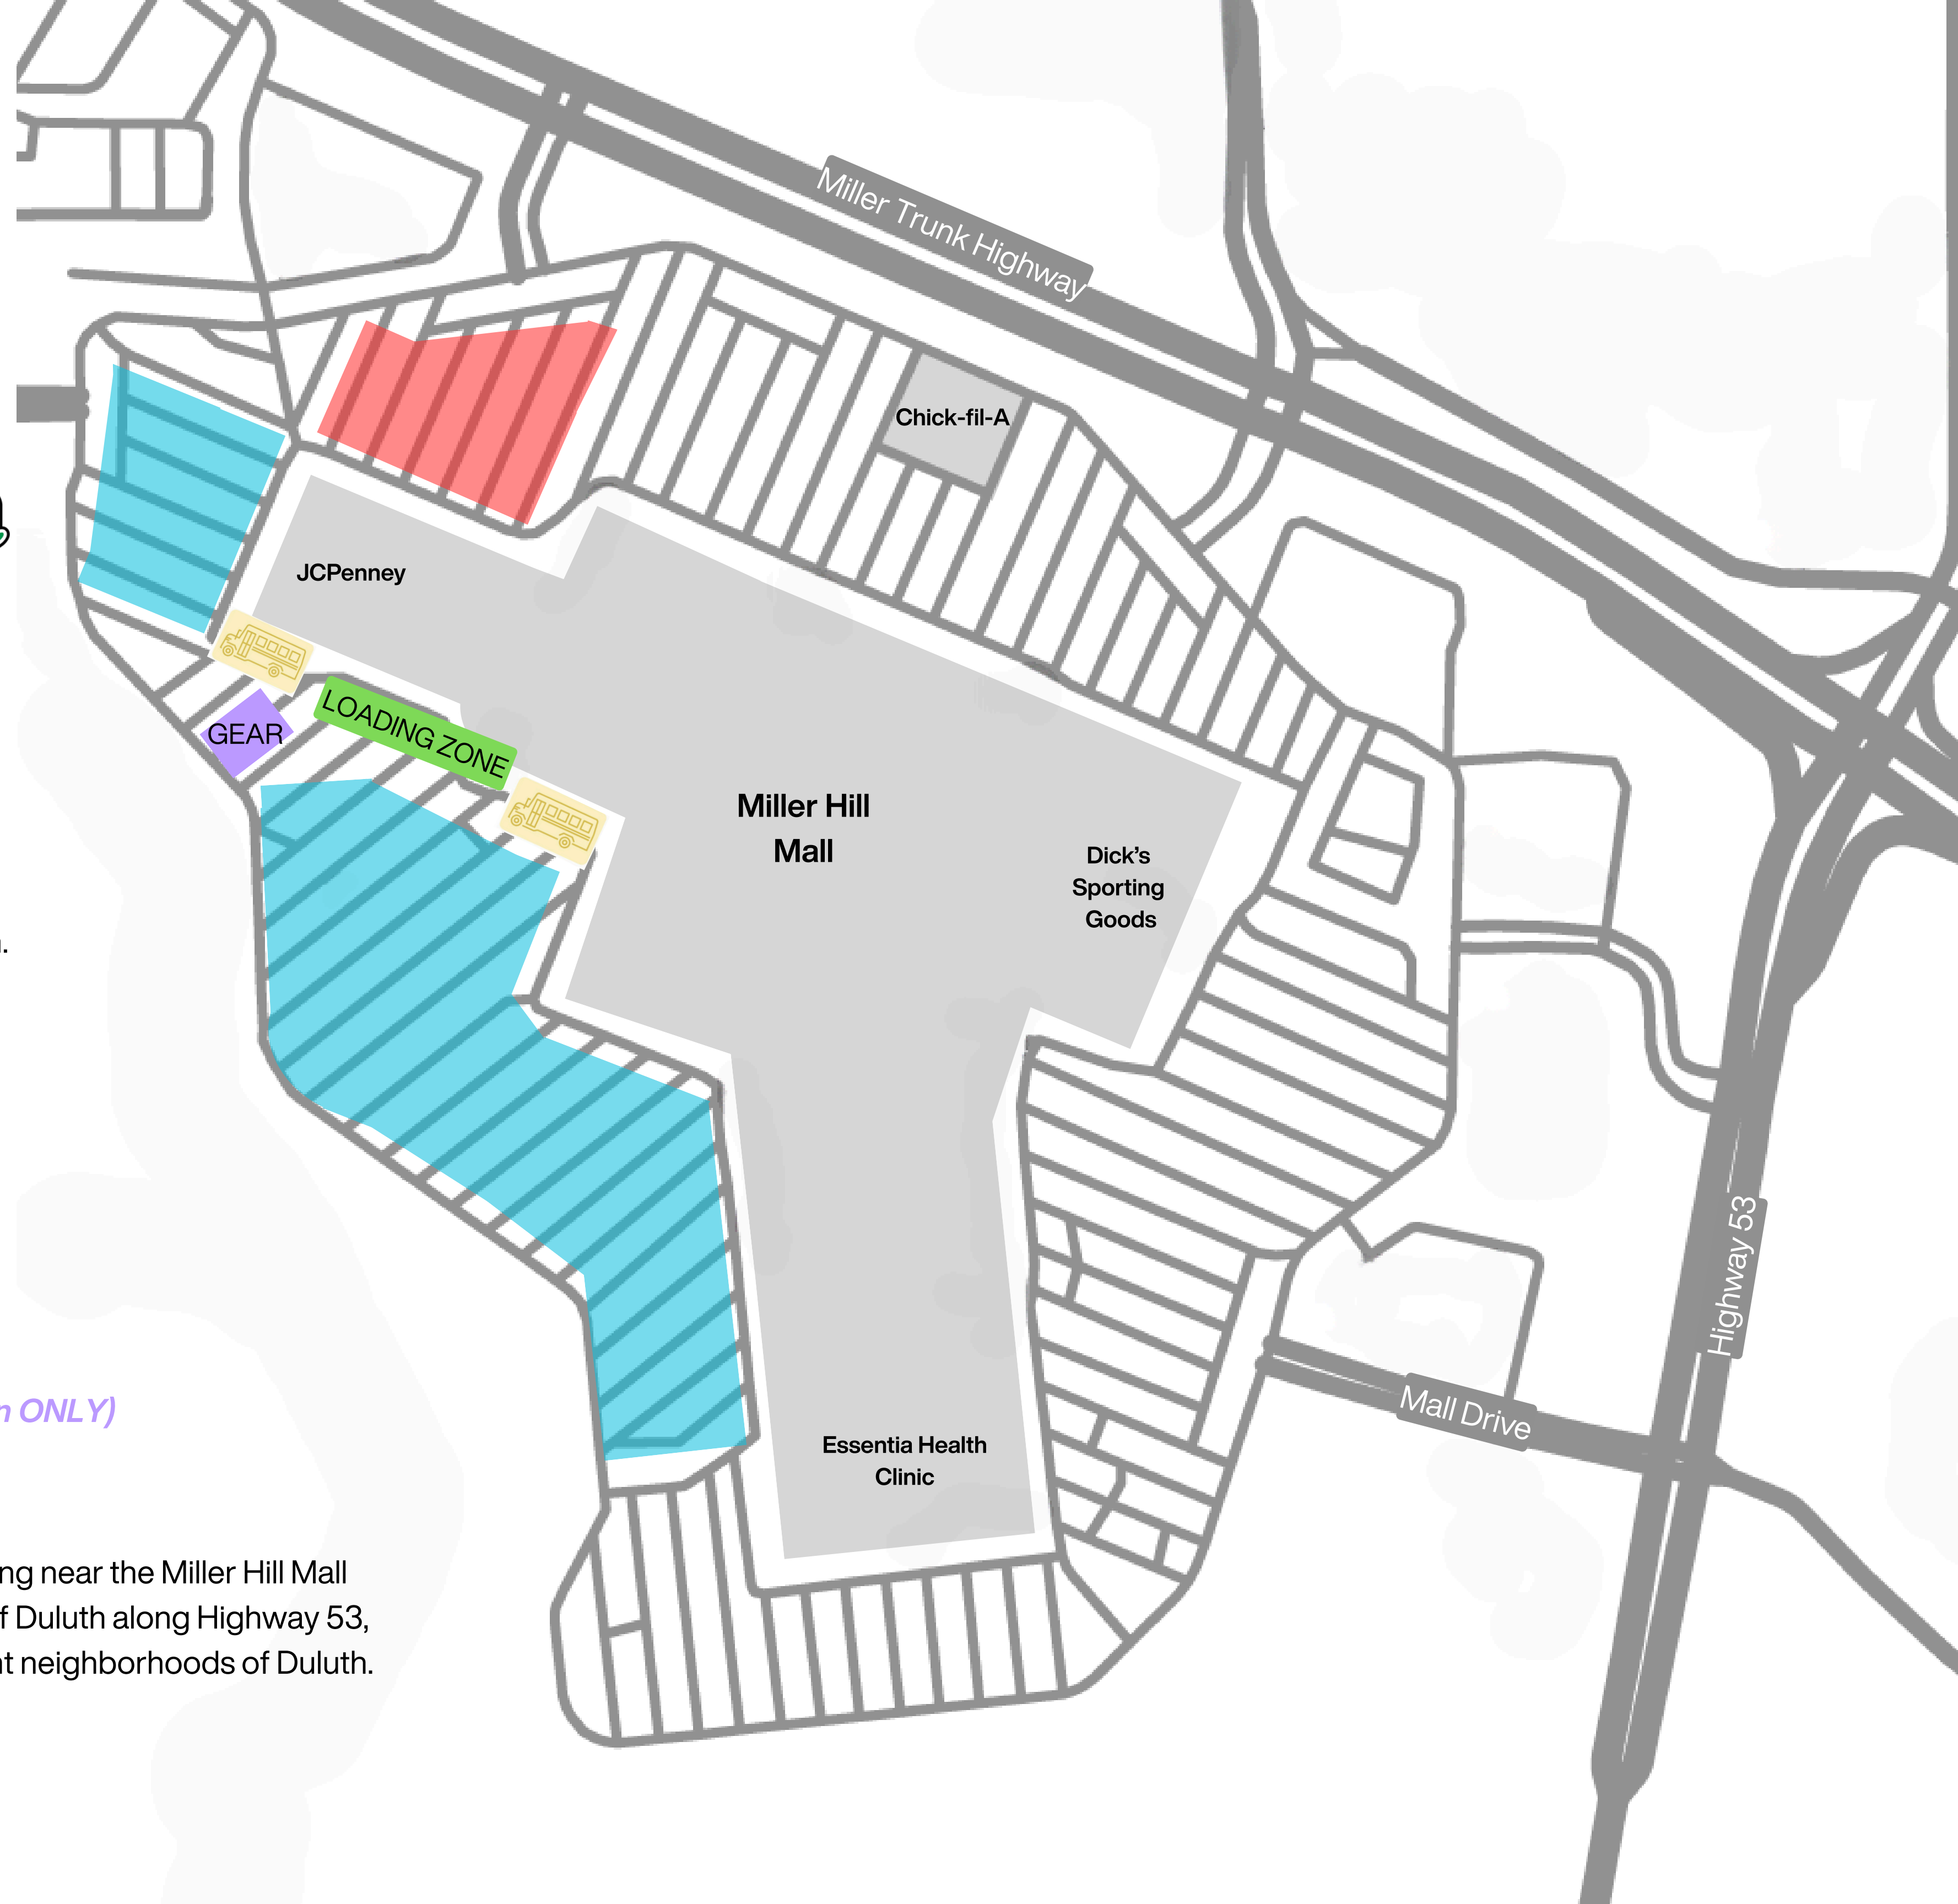 Miller Trunk Highway
Chick-fil-A
JCPenney
GEAR
LOADING ZONE
Miller Hill
Mall
Dick's
Sporting
Goods
Highway 53
Mall Drive
ONLY)
Essentia Health
Clinic
near the Miller Hill Mall
Duluth along Highway 53,
neighborhoods of Duluth.